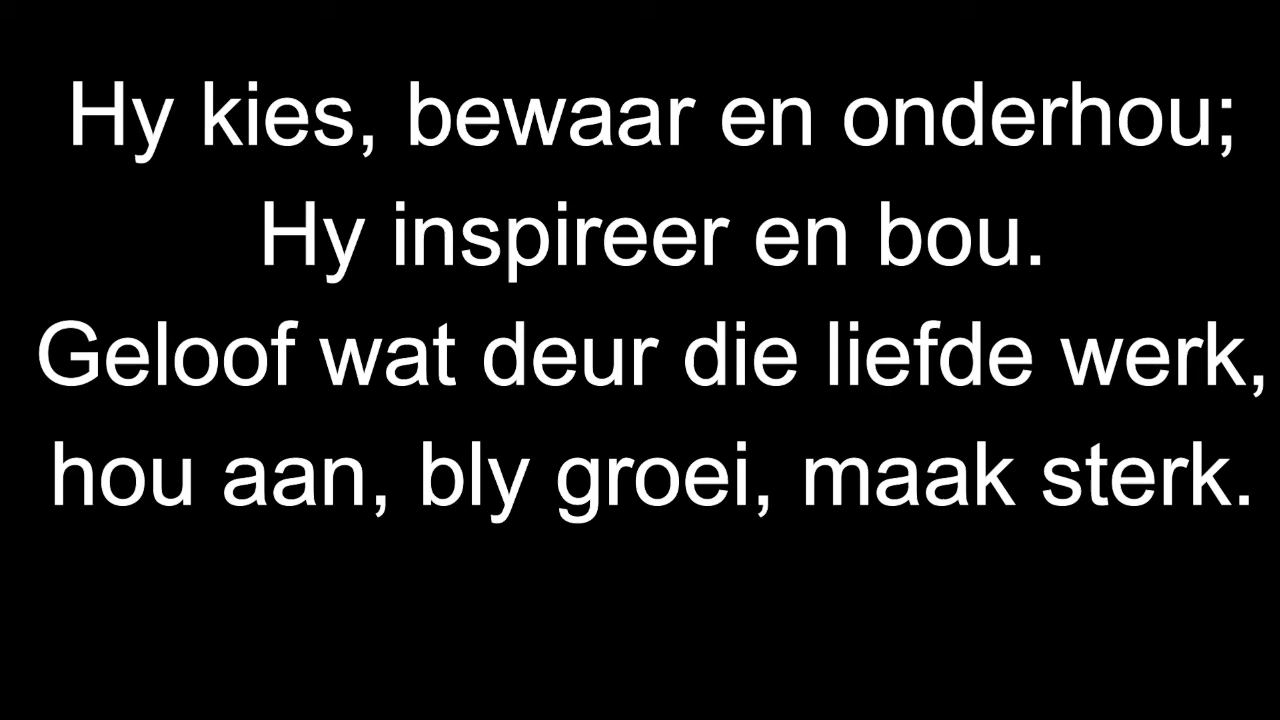 Hy kies, bewaar en onderhou;
Hy inspireer en bou.
Geloof wat deur die liefde werk,
hou aan, bly groei, maak sterk.